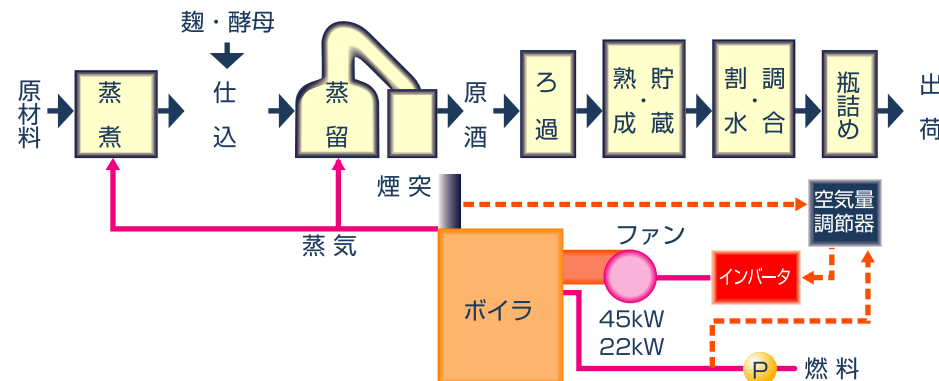 麹・酵母
原材料
蒸煮
仕込
蒸留
原酒
ろ過
熟成・貯蔵
割水・調合
瓶詰め
出荷
煙突
空気量
調節器
蒸気
ファン
インバータ
ボイラ
45kW
22kW
P
燃料